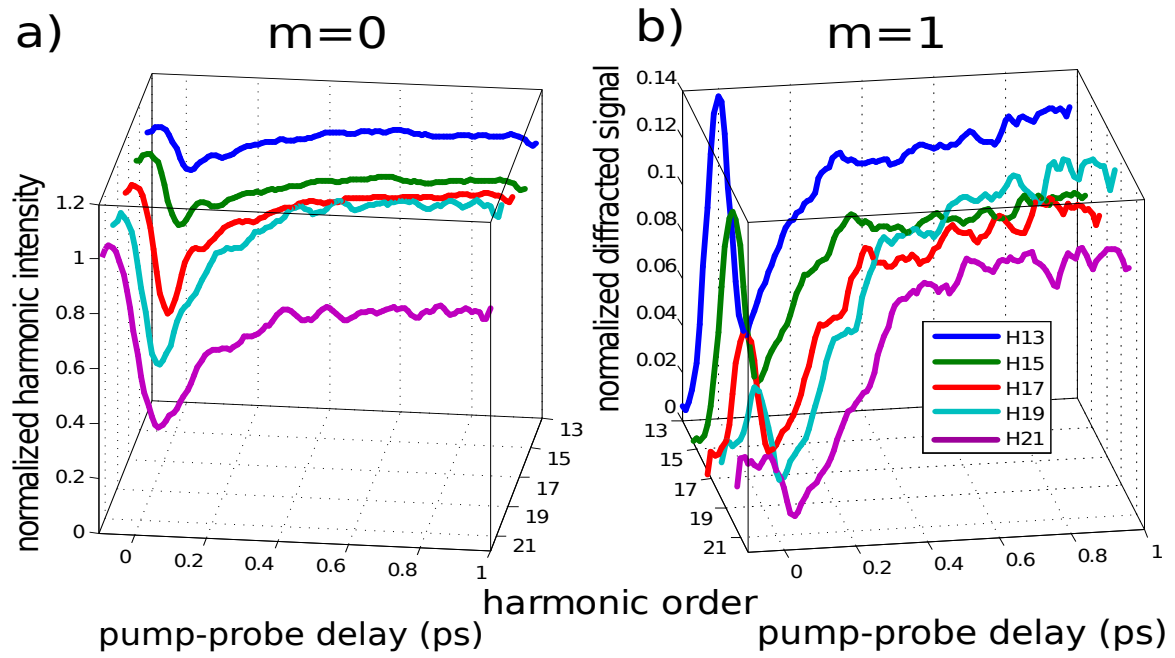 a)
m=0
normalized harmonic intensity
1.2
1
0.8
0.6
0.4
0.2
0
0
0.2
0.4
0.6
0.8
1
13
15
17
19
21
pump-probe delay (ps)
harmonic order
b)
m=1
normalized diffracted signal
0.14
0.12
0.1
0.08
0.06
0.04
0.02
0
13
15
17
19
21
0
0.2
0.4
0.6
0.8
1
H13
H15
H17
H19
H21
pump-probe delay (ps)